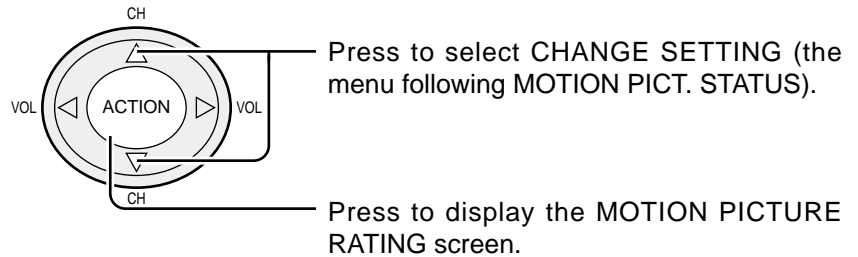 CH
Press to select CHANGE SETTING (the
menu following MOTION PICT. STATUS).
VOL
ACTION
VOL
CH
Press to display the MOTION PICTURE
RATING screen.